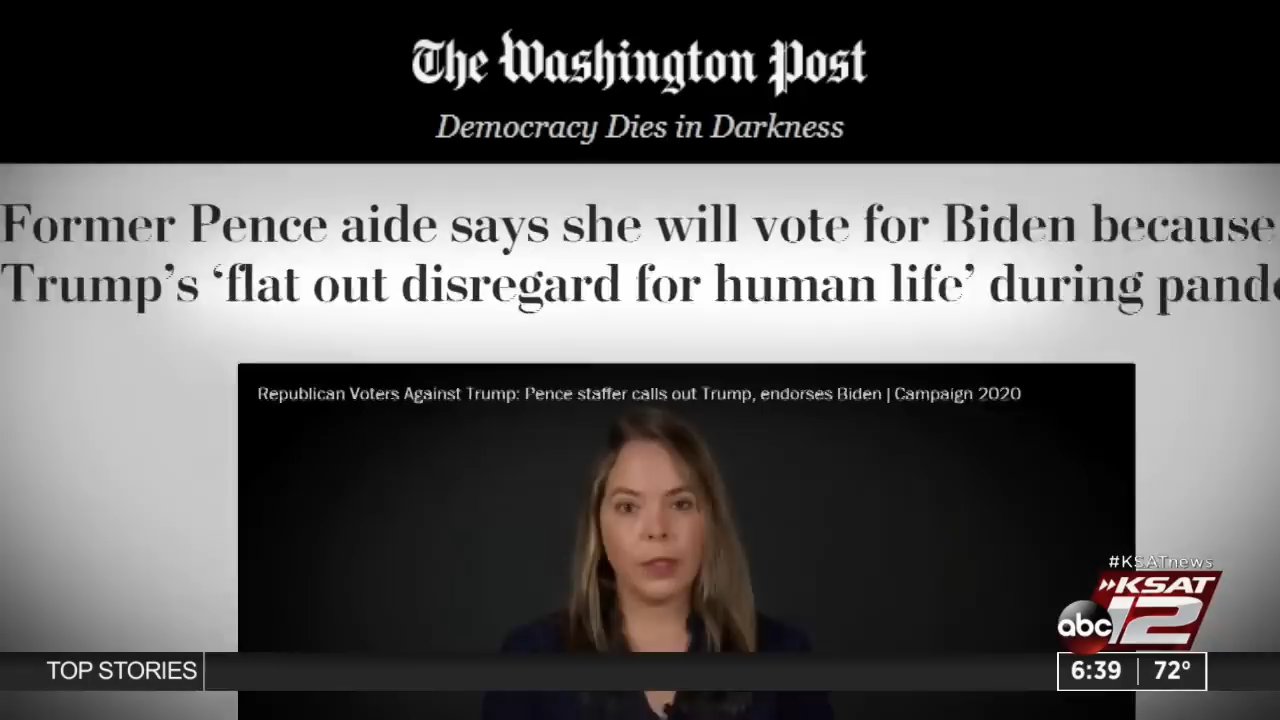 The Washington Post
Democracy Dies in Darkness
Former Pence aide says she will vote for Biden because
Trump's 'flat out disregard for human life' during pande
Republican Voters Against Trump: Pence staffer calls out Trump, endorses Biden | Campaign 2020
#KSATnews
KSAT
abc 12
TOP STORIES
6:39 72°